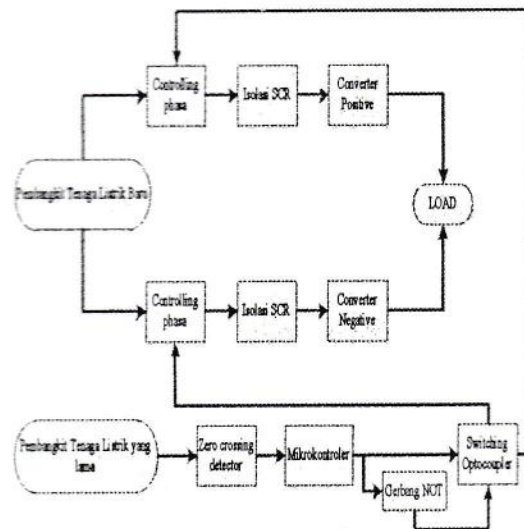 Controlling
phasa
Isolasi SCR
Converter
Positive
Pembangkit Tenaga Listrik Baru
LOAD
Controlling
phasa
Isolasi SCR
Converter
Negative
Pembangkit Tenaga Listrik yang
lama
Zero crossing
detector
Mikrokontroler
Switching
Optocoupler
Gerbang NOT